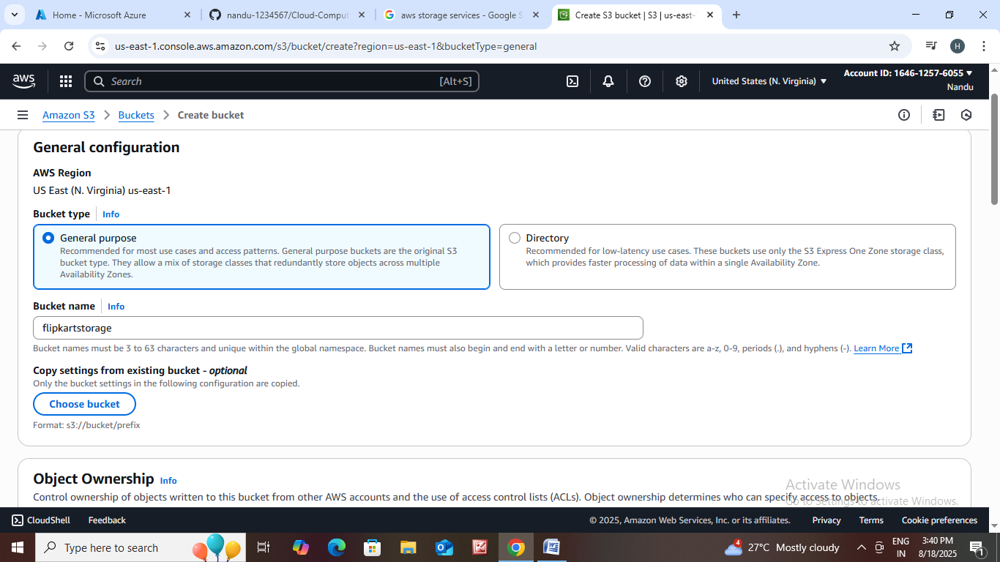 Home - Microsoft Azure
nandu-1234567/Cloud-Comput
aws storage services - Google S
Create S3 bucket | S3 | us-east-
us-east-1.console.aws.amazon.com/s3/bucket/create?region=us-east-1&bucketType=general
H
aws
Search
[Alt+S]
United States (N. Virginia)
Account ID: 1646-1257-6055
Nandu
Amazon S3 > Buckets > Create bucket
General configuration
AWS Region
US East (N. Virginia) us-east-1
Bucket type Info
General purpose
Recommended for most use cases and access patterns. General purpose buckets are the original S3
bucket type. They allow a mix of storage classes that redundantly store objects across multiple
Availability Zones.
Directory
Recommended for low-latency use cases. These buckets use only the S3 Express One Zone storage class,
which provides faster processing of data within a single Availability Zone.
Bucket name Info
flipkartstorage
Bucket names must be 3 to 63 characters and unique within the global namespace. Bucket names must also begin and end with a letter or number. Valid characters are a-z, 0-9, periods (.), and hyphens (-). Learn More
Copy settings from existing bucket - optional
Only the bucket settings in the following configuration are copied.
Choose bucket
Format: s3://bucket/prefix
Object Ownership Info
Control ownership of objects written to this bucket from other AWS accounts and the use of access control lists (ACLs). Object ownership determines who can specify access to objects.
Activate Windows
Go to Settings to activate Windows.
CloudShell
Feedback
© 2025, Amazon Web Services, Inc. or its affiliates.
Privacy
Terms
Cookie preferences
Type here to search
4
27°C Mostly cloudy
ENG
IN
3:40 PM
8/18/2025
1